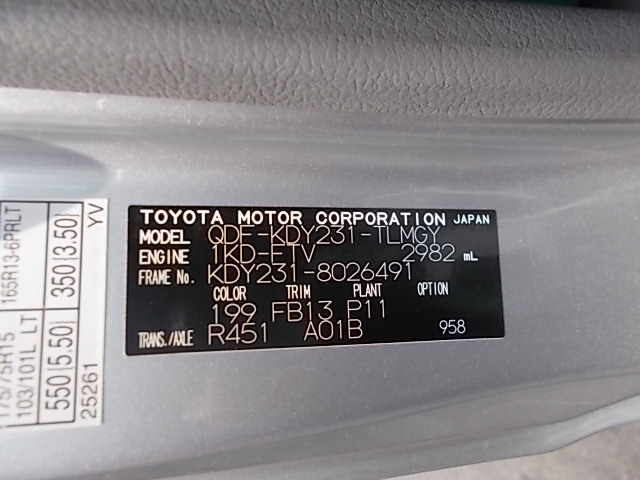 TOYOTA MOTOR CORPORATION JAPAN
MODEL QDF-KDY231-TLMGY
ENGINE 1KD-FTV 2982 mL
FRAME No. KDY231-8026491
COLOR TRIM PLANT OPTION
199 FB13 P11
TRANS./AXLE R451 A01B 958
165R13-6PRLT 350(3.50) YV
103/101L LT 550(5.50) 25261